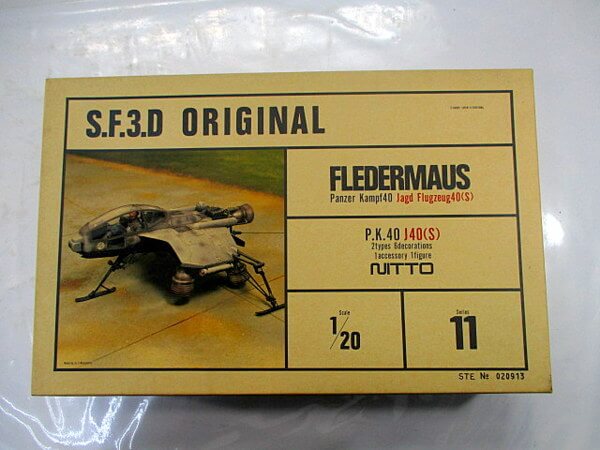 S.F.3.D ORIGINAL
FLEDERMAUS
Panzer Kampf40 Jagd Flugzeug40(S)
P.K.40 J40(S)
2types 6decorations
1accessory 1figure
NITTO
Scale
1/20
Series
11
STE No. 020913